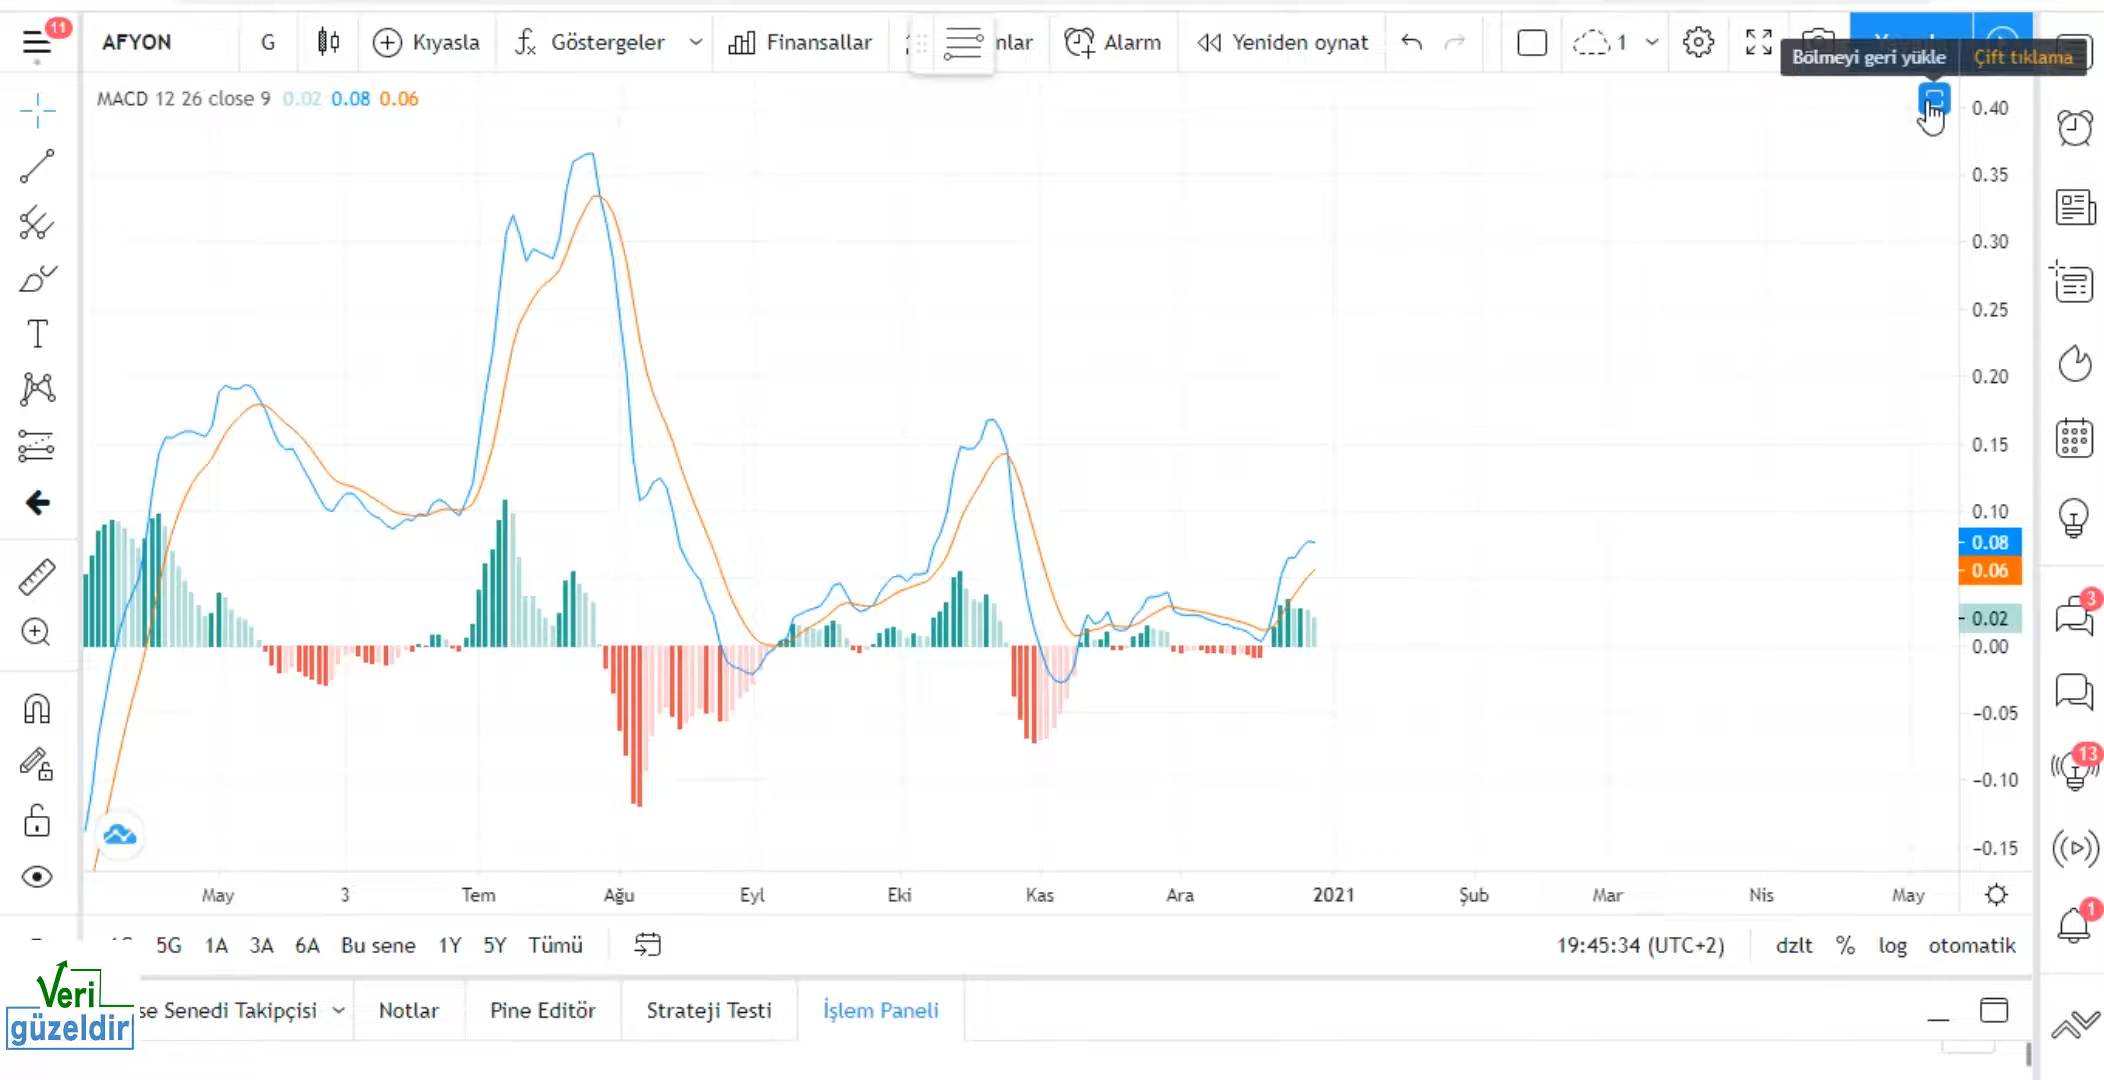 11
AFYON G Kıyasla Göstergeler Finansallar nlar Alarm Yeniden oynat 1
Bölmeyi geri yükle Çift tıklama
MACD 12 26 close 9 0.02 0.08 0.06
0.40
0.35
0.30
0.25
0.20
0.15
0.10
0.08
0.06
0.02
0.00
-0.05
-0.10
-0.15
3
13
1
May 3 Tem Ağu Eyl Eki Kas Ara 2021 Şub Mar Nis May
5G 1A 3A 6A Bu sene 1Y 5Y Tümü 19:45:34 (UTC+2) dzlt % log otomatik
Veri
güzeldir
se Senedi Takipçisi Notlar Pine Editör Strateji Testi İşlem Paneli